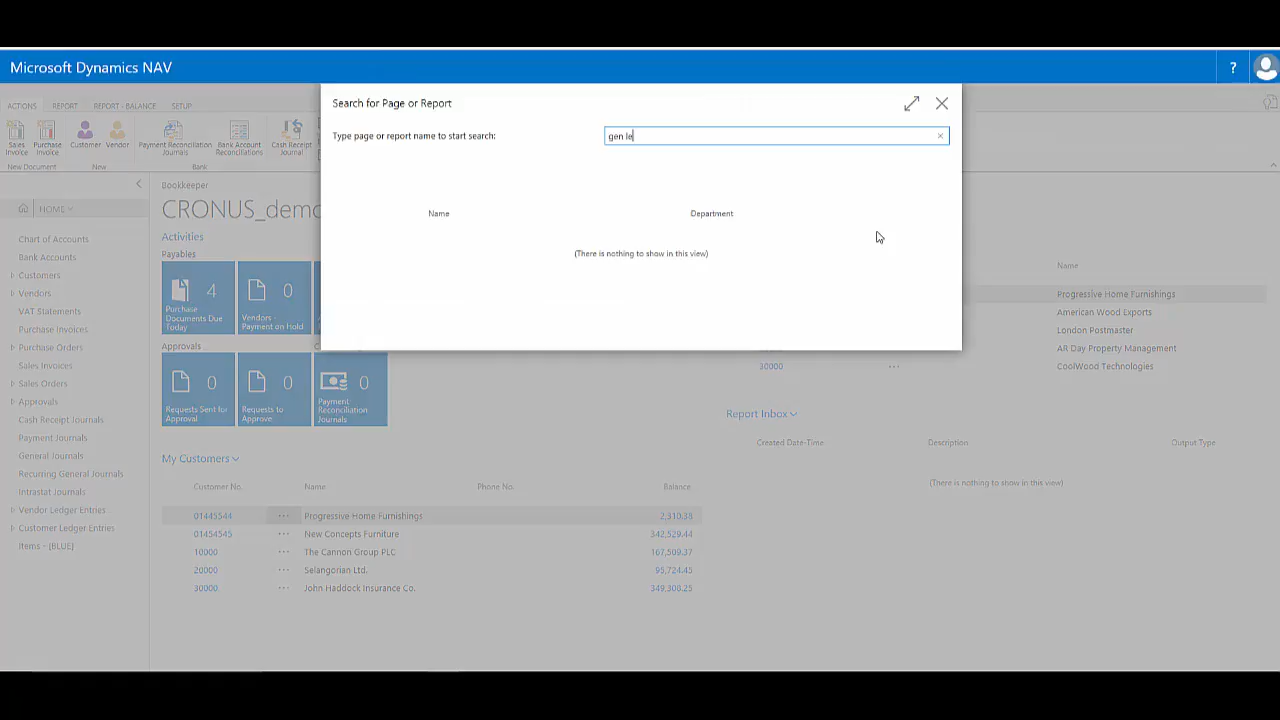 Microsoft Dynamics NAV
?
ACTIONS REPORT REPORT - BALANCE SETUP
Sales Invoice
Purchase Invoice
New Document
Customer
Vendor
New
Payment Reconciliation Journals
Bank Account Reconciliations
Bank
Cash Receipt Journal
Search for Page or Report
Type page or report name to start search:
gen le
Name Department
(There is nothing to show in this view)
HOME
Chart of Accounts
Bank Accounts
Customers
Vendors
VAT Statements
Purchase Invoices
Purchase Orders
Sales Invoices
Sales Orders
Approvals
Cash Receipt Journals
Payment Journals
General Journals
Recurring General Journals
Intrastat Journals
Vendor Ledger Entries
Customer Ledger Entries
Items - [BLUE]
Bookkeeper
CRONUS_demo
Activities
Payables
4
Purchase Documents Due Today
0
Vendors - Payment on Hold
Approvals
0
Requests Sent for Approval
0
Requests to Approve
0
Payment Reconciliation Journals
My Customers
Customer No. Name Phone No. Balance
01445544 ··· Progressive Home Furnishings 2,310.38
01454545 ··· New Concepts Furniture 342,529.44
10000 ··· The Cannon Group PLC 167,509.37
20000 ··· Selangorian Ltd. 95,724.45
30000 ··· John Haddock Insurance Co. 349,300.25
Name
Progressive Home Furnishings
American Wood Exports
London Postmaster
AR Day Property Management
30000 ··· CoolWood Technologies
Report Inbox
Created Date-Time Description Output Type
(There is nothing to show in this view)